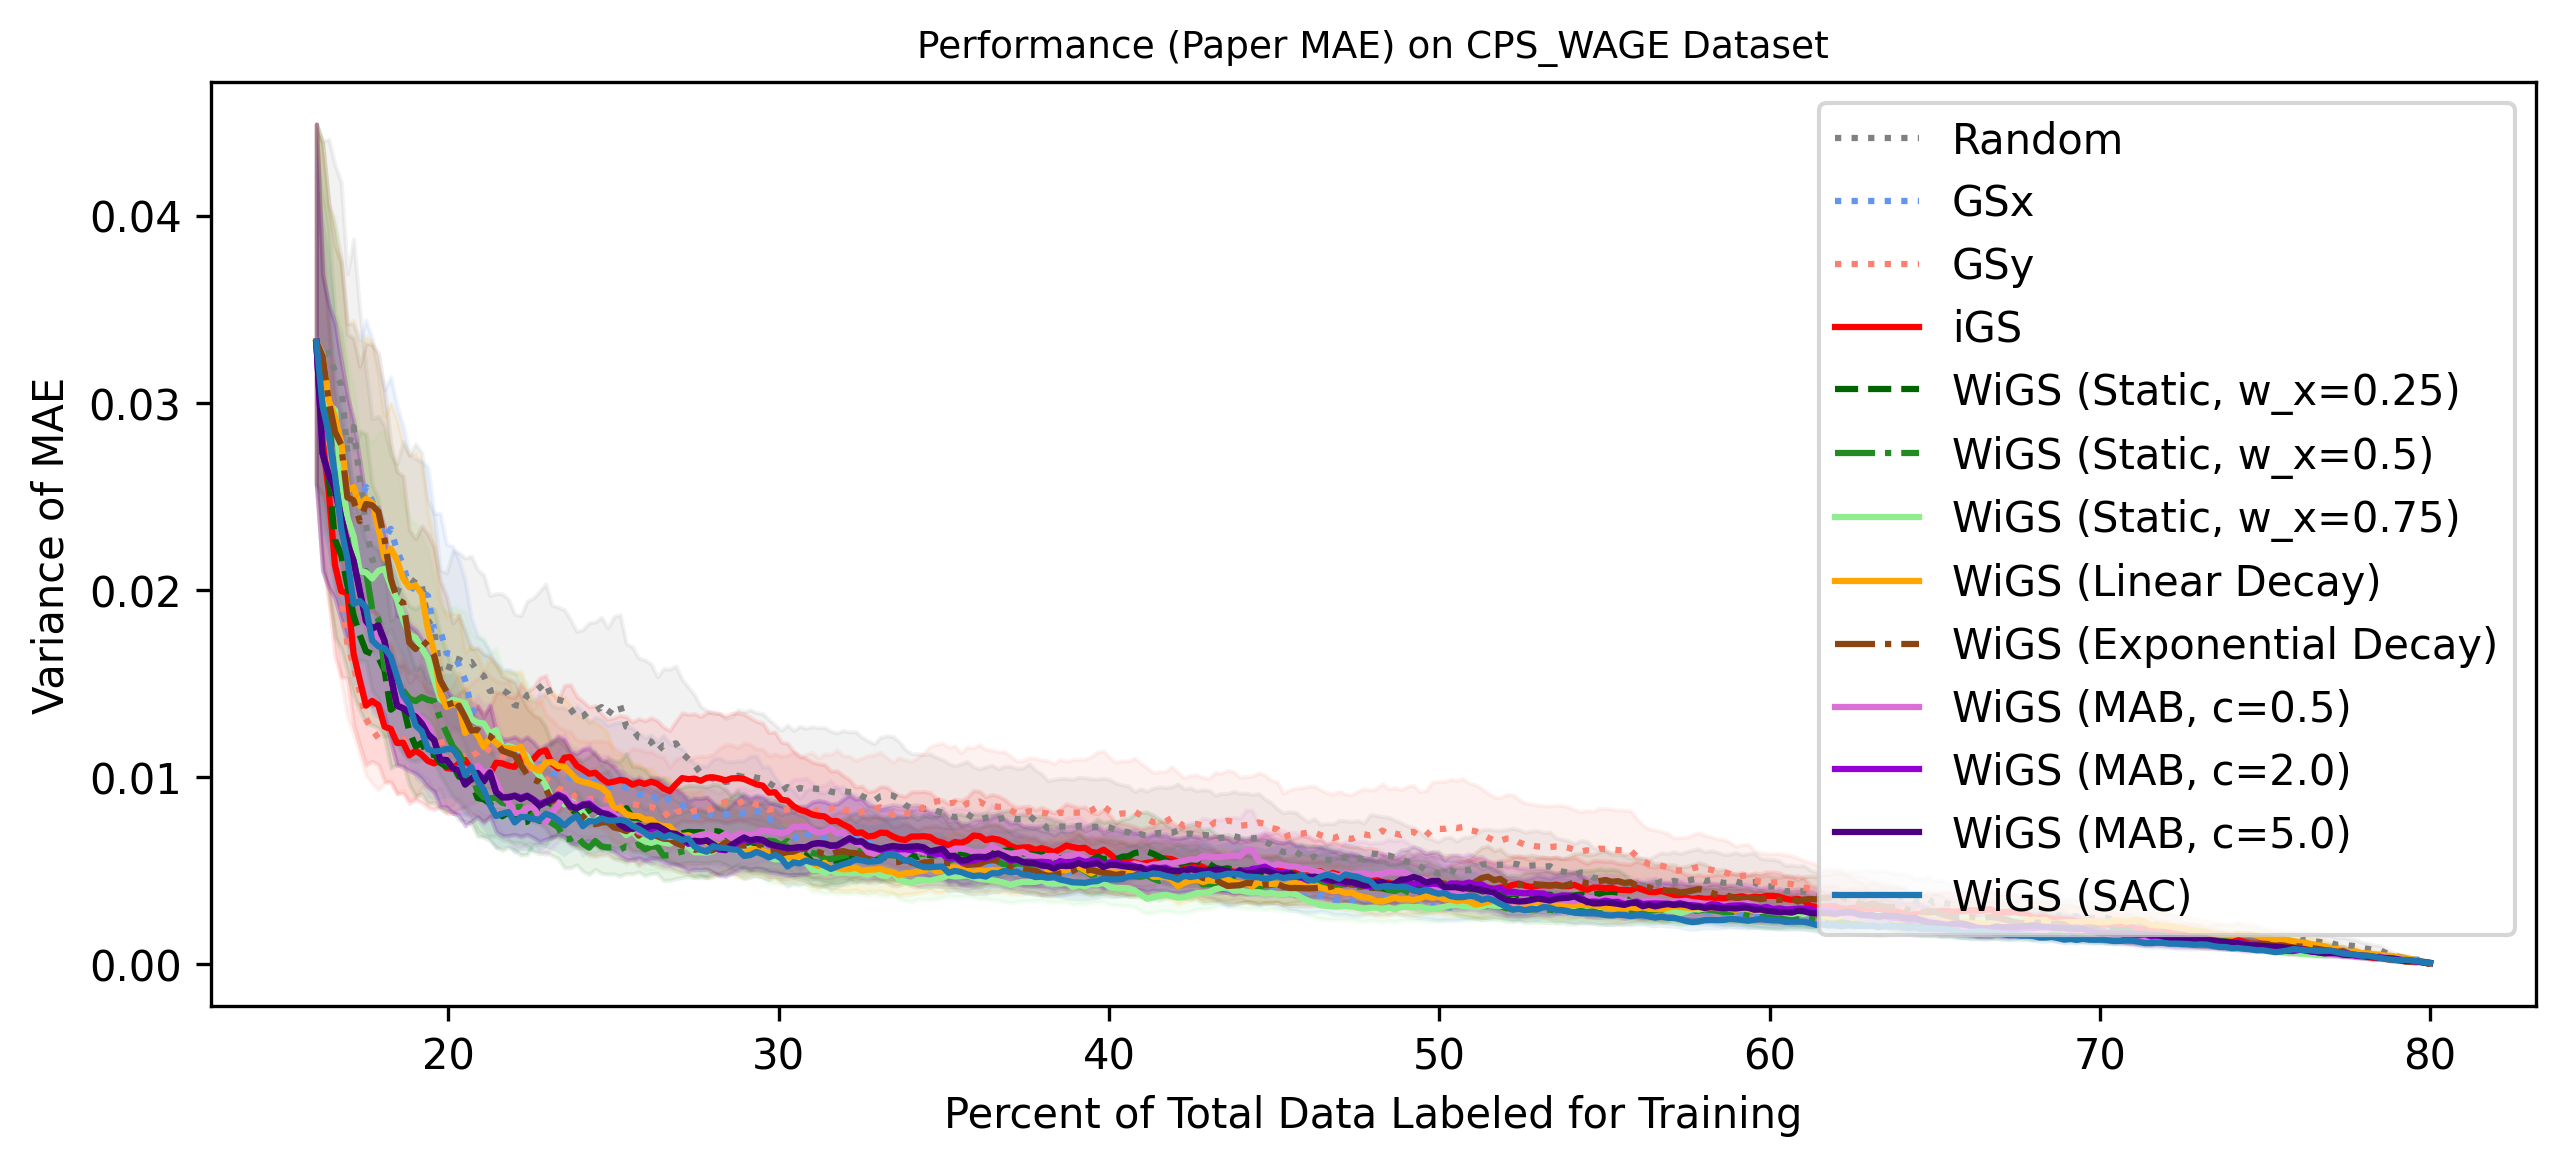 Performance (Paper MAE) on CPS_WAGE Dataset
Variance of MAE
0.04
0.03
0.02
0.01
0.00
Random
GSx
GSy
iGS
WiGS (Static, w_x=0.25)
WiGS (Static, w_x=0.5)
WiGS (Static, w_x=0.75)
WiGS (Linear Decay)
WiGS (Exponential Decay)
WiGS (MAB, c=0.5)
WiGS (MAB, c=2.0)
WiGS (MAB, c=5.0)
WiGS (SAC)
20 30 40 50 60 70 80
Percent of Total Data Labeled for Training